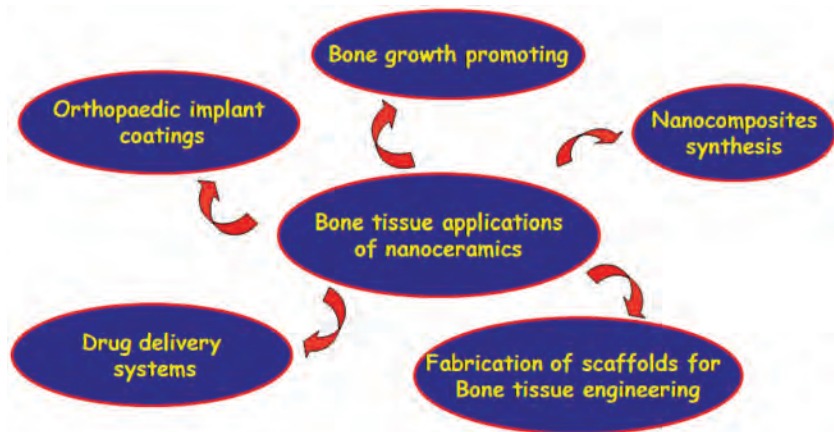 Bone growth promoting
Orthopaedic implant
coatings
Nanocomposites
synthesis
Bone tissue applications
of nanoceramics
Drug delivery
systems
Fabrication of scaffolds for
Bone tissue engineering